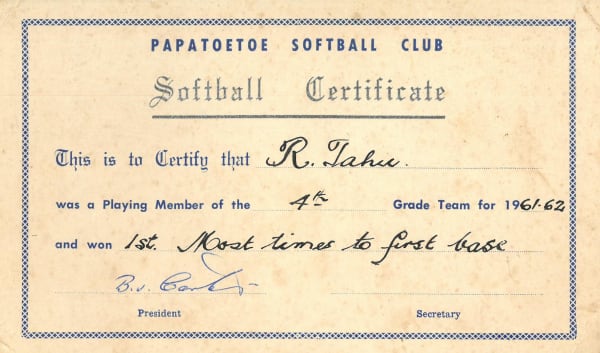 PAPATOETOE SOFTBALL CLUB
Softball Certificate
This is to Certify that R. Tahu.
was a Playing Member of the 4th Grade Team for 1961-62
and won 1st. Most times to first base
B.J.
President Secretary